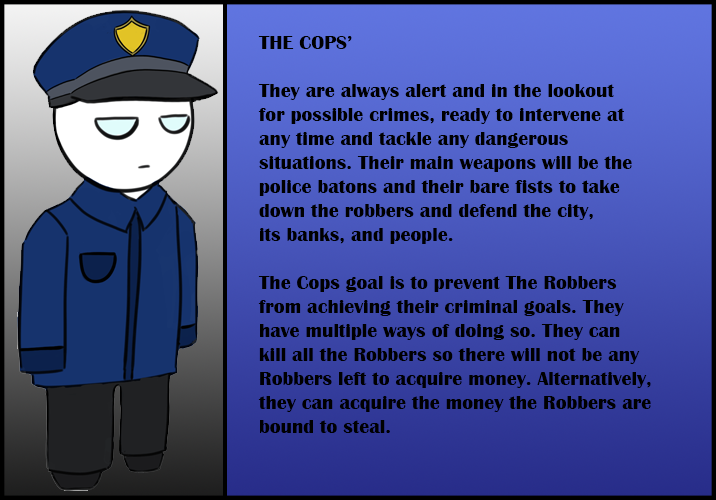 THE COPS’
They are always alert and in the lookout
for possible crimes, ready to intervene at
any time and tackle any dangerous
situations. Their main weapons will be the
police batons and their bare fists to take
down the robbers and defend the city,
its banks, and people.
The Cops goal is to prevent The Robbers
from achieving their criminal goals. They
have multiple ways of doing so. They can
kill all the Robbers so there will not be any
Robbers left to acquire money. Alternatively,
they can acquire the money the Robbers are
bound to steal.